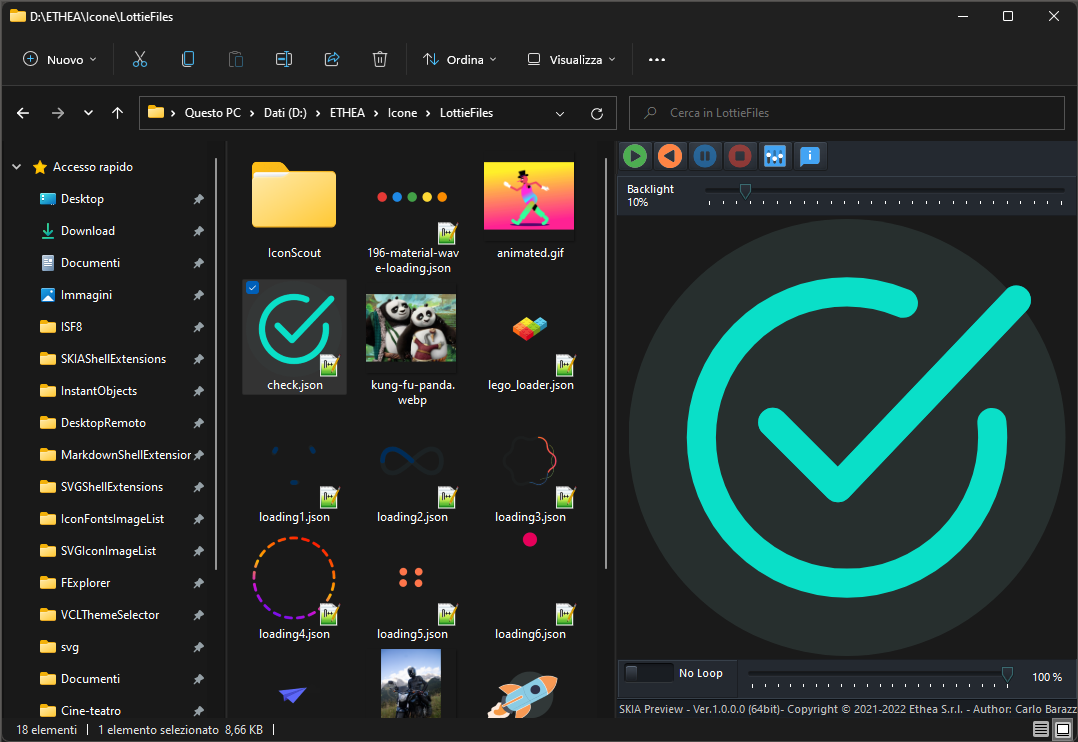 D:\ETHEA\Icone\LottieFiles
Nuovo
Ordina
Visualizza
Questo PC
Dati (D:)
ETHEA
Icone
LottieFiles
Cerca in LottieFiles
Accesso rapido
Desktop
Download
Documenti
Immagini
ISF8
SKIAShellExtensions
InstantObjects
DesktopRemoto
MarkdownShellExtension
SVGShellExtensions
IconFontsImageList
SVGIconImageList
FExplorer
VCLThemeSelector
svg
Documenti
Cine-teatro
IconScout
196-material-wav
e-loading.json
animated.gif
check.json
kung-fu-panda.
webp
lego_loader.json
loading1.json
loading2.json
loading3.json
loading4.json
loading5.json
loading6.json
Backlight
10%
No Loop
100 %
SKIA Preview - Ver.1.0.0.0 (64bit)- Copyright © 2021-2022 Ethea S.r.l. - Author: Carlo Barazz
18 elementi
1 elemento selezionato 8,66 KB